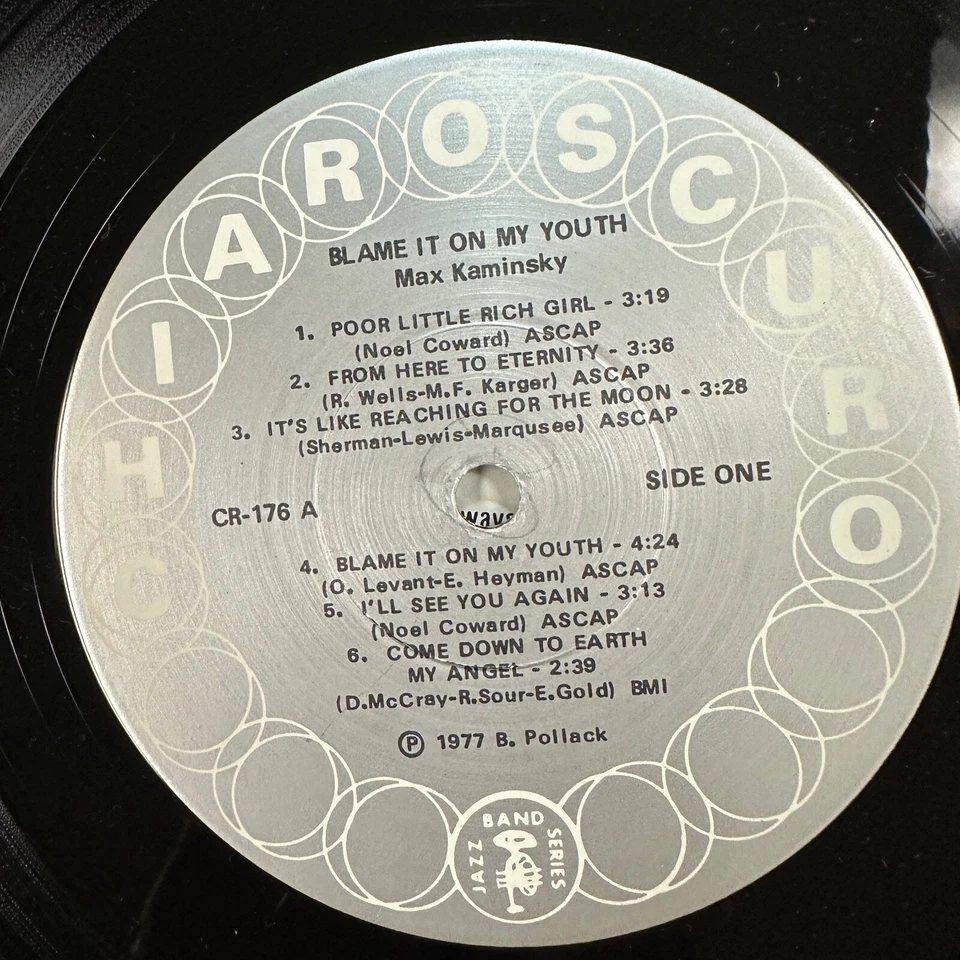 CHIAROSCURO
BLAME IT ON MY YOUTH
Max Kaminsky
1. POOR LITTLE RICH GIRL - 3:19
(Noel Coward) ASCAP
2. FROM HERE TO ETERNITY - 3:36
(R. Wells-M.F. Karger) ASCAP
3. IT'S LIKE REACHING FOR THE MOON - 3:28
(Sherman-Lewis-Marqusee) ASCAP
SIDE ONE
CR-176 A
ways
4. BLAME IT ON MY YOUTH - 4:24
(O. Levant-E. Heyman) ASCAP
5. I'LL SEE YOU AGAIN - 3:13
(Noel Coward) ASCAP
6. COME DOWN TO EARTH
MY ANGEL - 2:39
(D.McCray-R.Sour-E.Gold) BMI
Ⓟ 1977 B. Pollack
JAZZ BAND SERIES